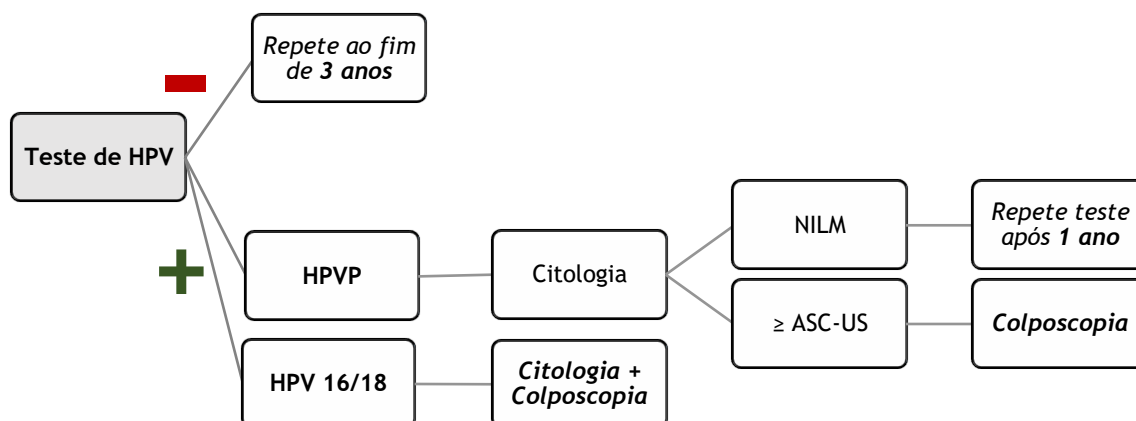 Repete ao fim
de 3 anos
Teste de HPV
HPVP
Citologia
NILM
Repete teste
após 1 ano
≥ ASC-US
Colposcopia
HPV 16/18
Citologia +
Colposcopia